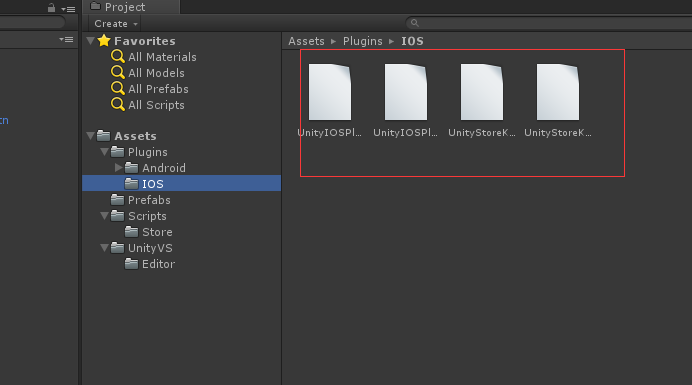 Project
Create
Favorites
All Materials
All Models
All Prefabs
All Scripts
Assets
Plugins
Android
IOS
Prefabs
Scripts
Store
UnityVS
Editor
Assets ▸ Plugins ▸ IOS
UnityIOSPl... UnityIOSPl... UnityStoreK... UnityStoreK...